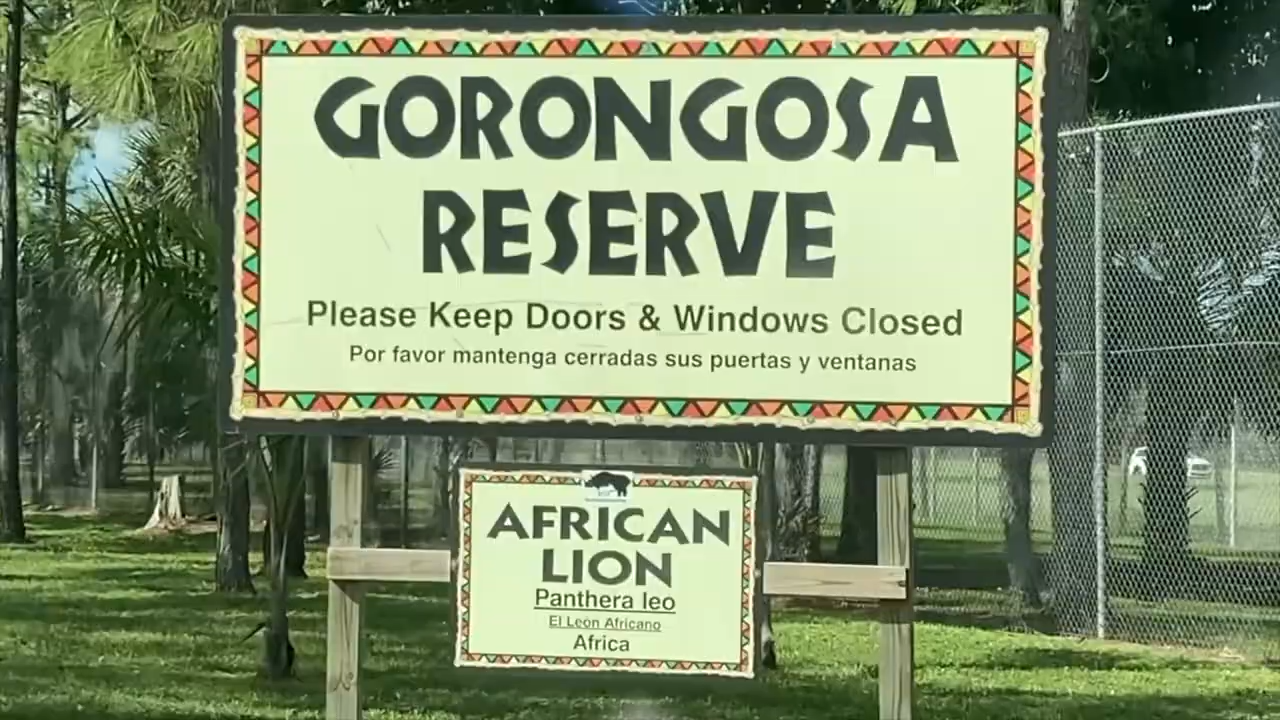 GORONGOSA
RESERVE
Please Keep Doors & Windows Closed
Por favor mantenga cerradas sus puertas y ventanas
AFRICAN
LION
Panthera leo
El León Africano
Africa